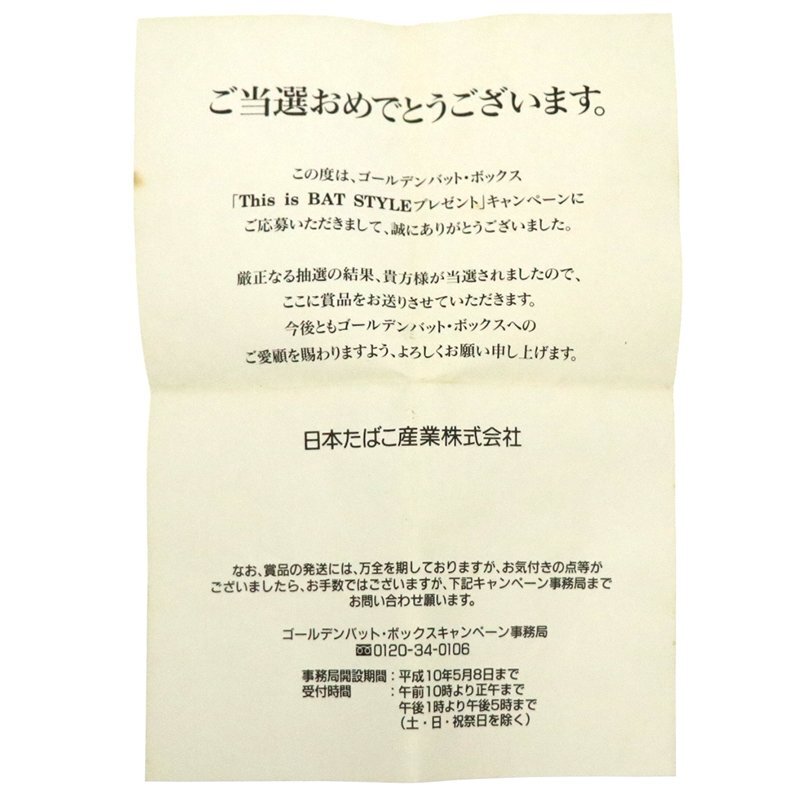 ご当選おめでとうございます。
この度は、ゴールデンバット・ボックス
「This is BAT STYLEプレゼント」キャンペーンに
ご応募いただきまして、誠にありがとうございました。
厳正なる抽選の結果、貴方様が当選されましたので、
ここに賞品をお送りさせていただきます。
今後ともゴールデンバット・ボックスへの
ご愛顧を賜わりますよう、よろしくお願い申し上げます。
日本たばこ産業株式会社
なお、賞品の発送には、万全を期しておりますが、お気付きの点等が
ございましたら、お手数ではございますが、下記キャンペーン事務局まで
お問い合わせ願います。
ゴールデンバット・ボックスキャンペーン事務局
0120-34-0106
事務局開設期間：平成10年5月8日まで
受付時間　　　：午前10時より正午まで
午後1時より午後5時まで
（土・日・祝祭日を除く）